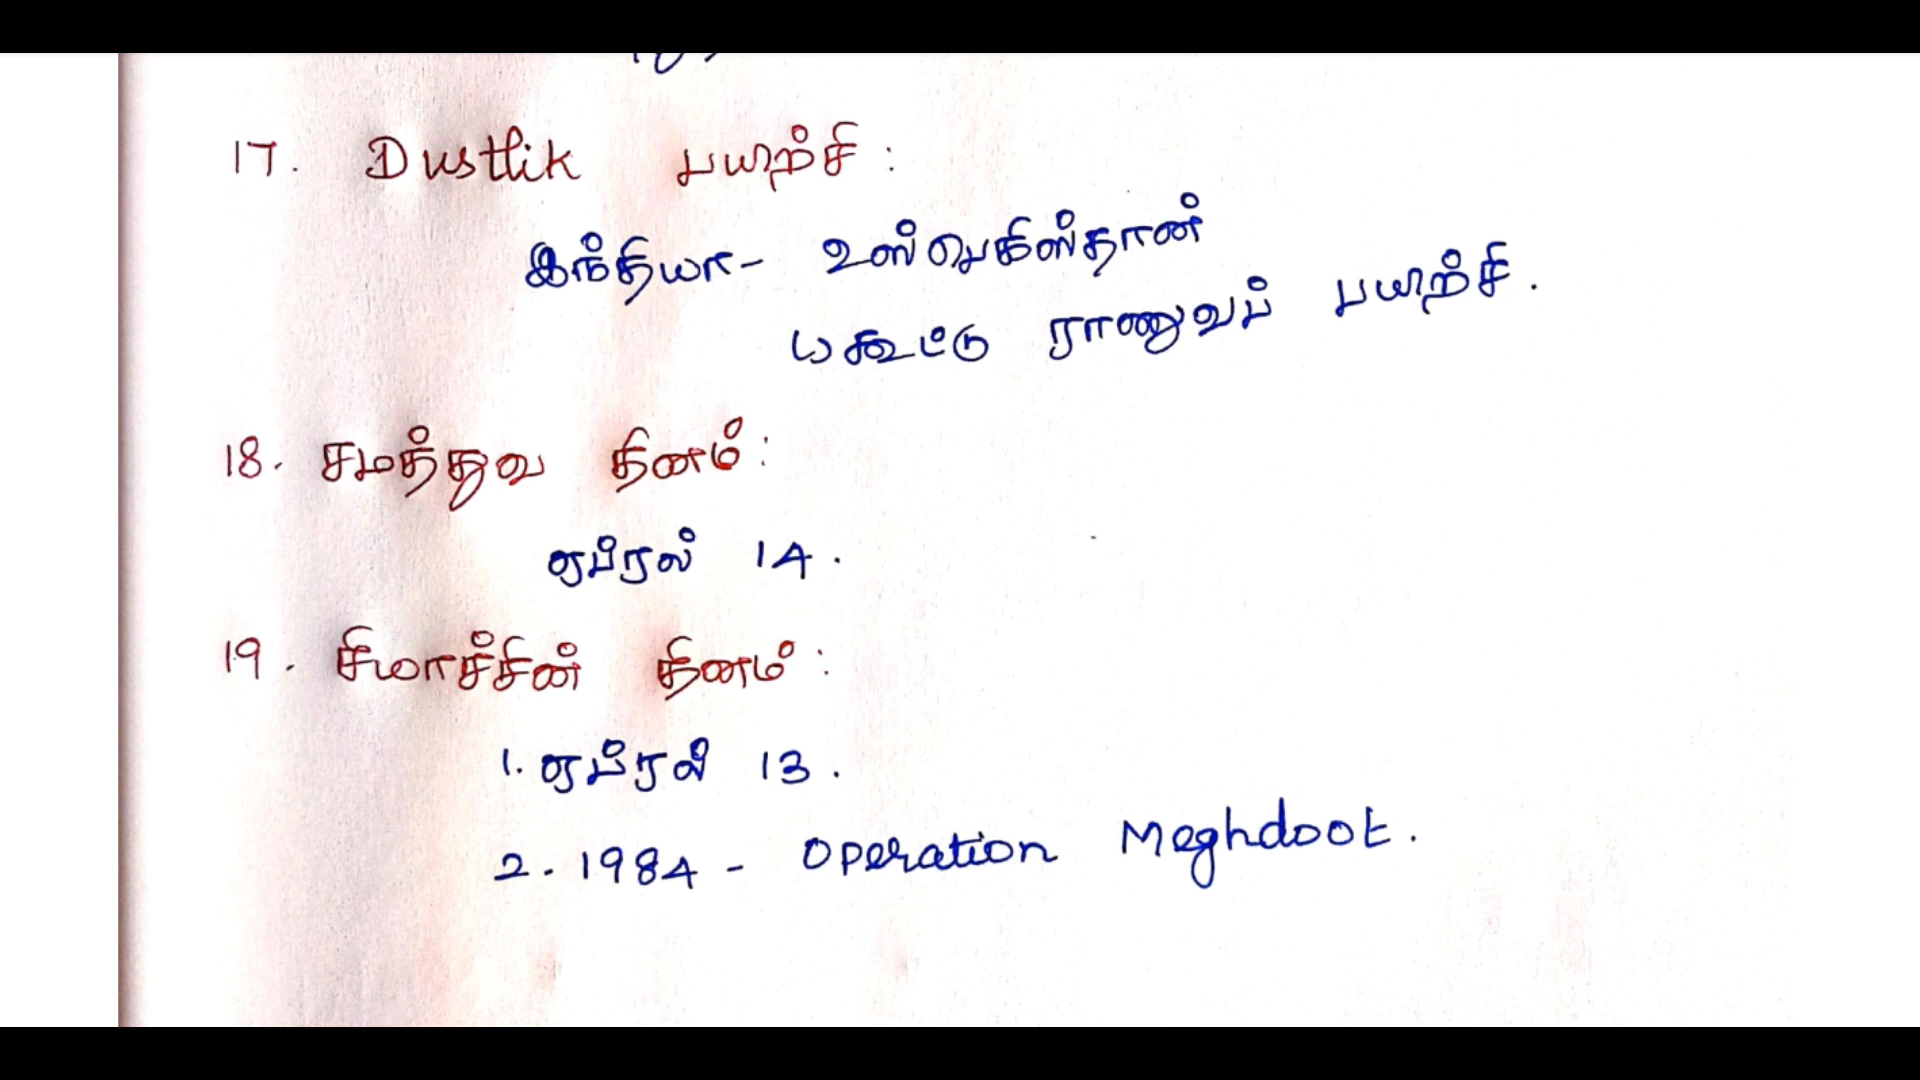 17. Dustlik பயிற்சி :
இந்தியா - உஸ்பெகிஸ்தான்
கூட்டு ராணுவப் பயிற்சி.
18. சமத்துவ தினம் :
ஏப்ரல் 14.
19. சியாச்சின் தினம் :
1. ஏப்ரல் 13.
2. 1984 - Operation Meghdoot.